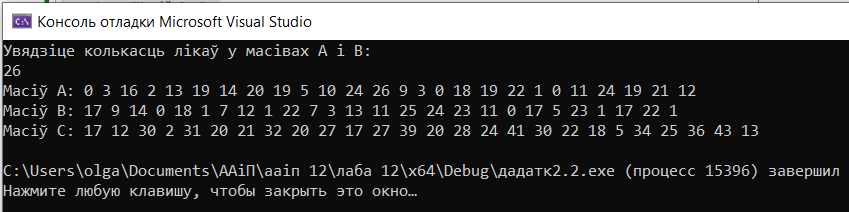 Консоль отладки Microsoft Visual Studio
Увядзіце колькасць лікаў у масівах А і В:
26
Масіў А: 0 3 16 2 13 19 14 20 19 5 10 24 26 9 3 0 18 19 22 1 0 11 24 19 21 12
Масіў В: 17 9 14 0 18 1 7 12 1 22 7 3 13 11 25 24 23 11 0 17 5 23 1 17 22 1
Масіў С: 17 12 30 2 31 20 21 32 20 27 17 27 39 20 28 24 41 30 22 18 5 34 25 36 43 13
C:\Users\olga\Documents\ААіП\ааіп 12\лаба 12\x64\Debug\дадатк2.2.exe (процесс 15396) завершил
Нажмите любую клавишу, чтобы закрыть это окно…